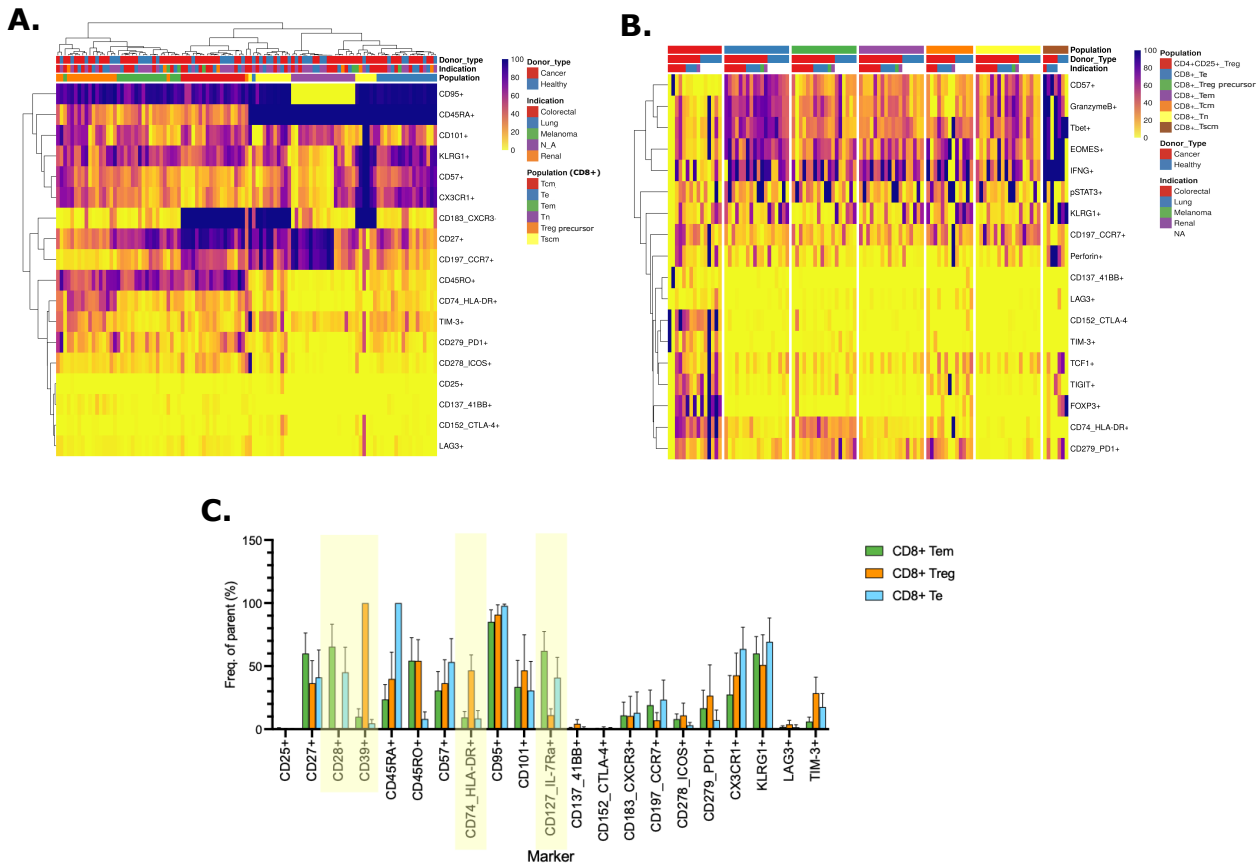 A.
Donor_type
Indication
Population
CD95+
CD45RA+
CD101+
KLRG1+
CD57+
CX3CR1+
CD183_CXCR3
CD27+
CD197_CCR7+
CD45RO+
CD74_HLA-DR+
TIM-3+
CD279_PD1+
CD278_ICOS+
CD25+
CD137_41BB+
CD152_CTLA-4+
LAG3+
100
80
60
40
20
0
Donor_type
Cancer
Healthy
Indication
Colorectal
Lung
Melanoma
N_A
Renal
Population (CD8+)
Tcm
Te
Tem
Tn
Treg precursor
Tscm
B.
Population
Donor_Type
Indication
CD57+
GranzymeB+
Tbet+
EOMES+
IFNG+
pSTAT3+
KLRG1+
CD197_CCR7+
Perforin+
CD137_41BB+
LAG3+
CD152_CTLA-4
TIM-3+
TCF1+
TIGIT+
FOXP3+
CD74_HLA-DR+
CD279_PD1+
100
80
60
40
20
0
Population
CD4+CD25+_Treg
CD8+_Te
CD8+_Treg precursor
CD8+_Tem
CD8+_Tcm
CD8+_Tn
CD8+_Tscm
Donor_Type
Cancer
Healthy
Indication
Colorectal
Lung
Melanoma
Renal
NA
C.
Freq. of parent (%)
150
100
50
0
CD25+
CD27+
CD28+
CD39+
CD45RA+
CD45RO+
CD57+
CD74_HLA-DR+
CD95+
CD101+
CD127_IL-7Ra+
CD137_41BB+
CD152_CTLA-4+
CD183_CXCR3+
CD197_CCR7+
CD278_ICOS+
CD279_PD1+
CX3CR1+
KLRG1+
LAG3+
TIM-3+
Marker
CD8+ Tem
CD8+ Treg
CD8+ Te